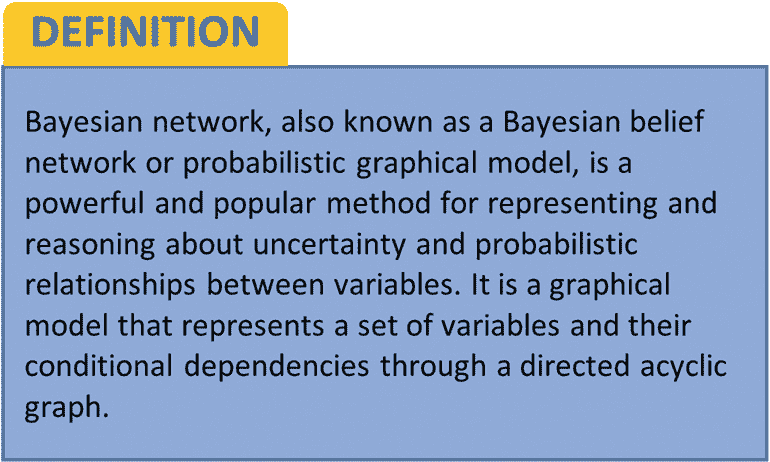 DEFINITION
Bayesian network, also known as a Bayesian belief
network or probabilistic graphical model, is a
powerful and popular method for representing and
reasoning about uncertainty and probabilistic
relationships between variables. It is a graphical
model that represents a set of variables and their
conditional dependencies through a directed acyclic
graph.